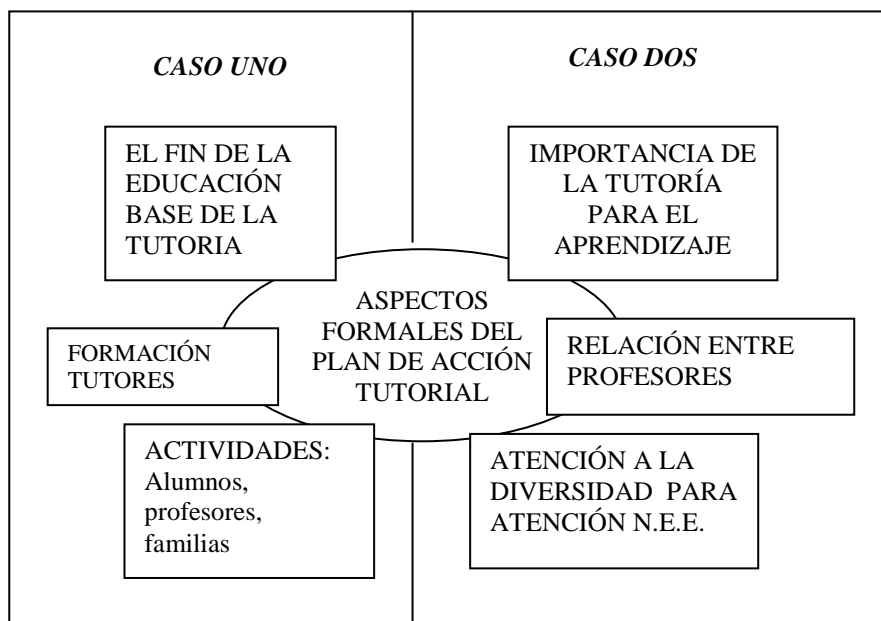 CASO UNO
CASO DOS
EL FIN DE LA
EDUCACIÓN
BASE DE LA
TUTORIA
IMPORTANCIA DE
LA TUTORÍA
PARA EL
APRENDIZAJE
ASPECTOS
FORMALES DEL
PLAN DE ACCIÓN
TUTORIAL
FORMACIÓN
TUTORES
RELACIÓN ENTRE
PROFESORES
ACTIVIDADES:
Alumnos,
profesores,
familias
ATENCIÓN A LA
DIVERSIDAD PARA
ATENCIÓN N.E.E.